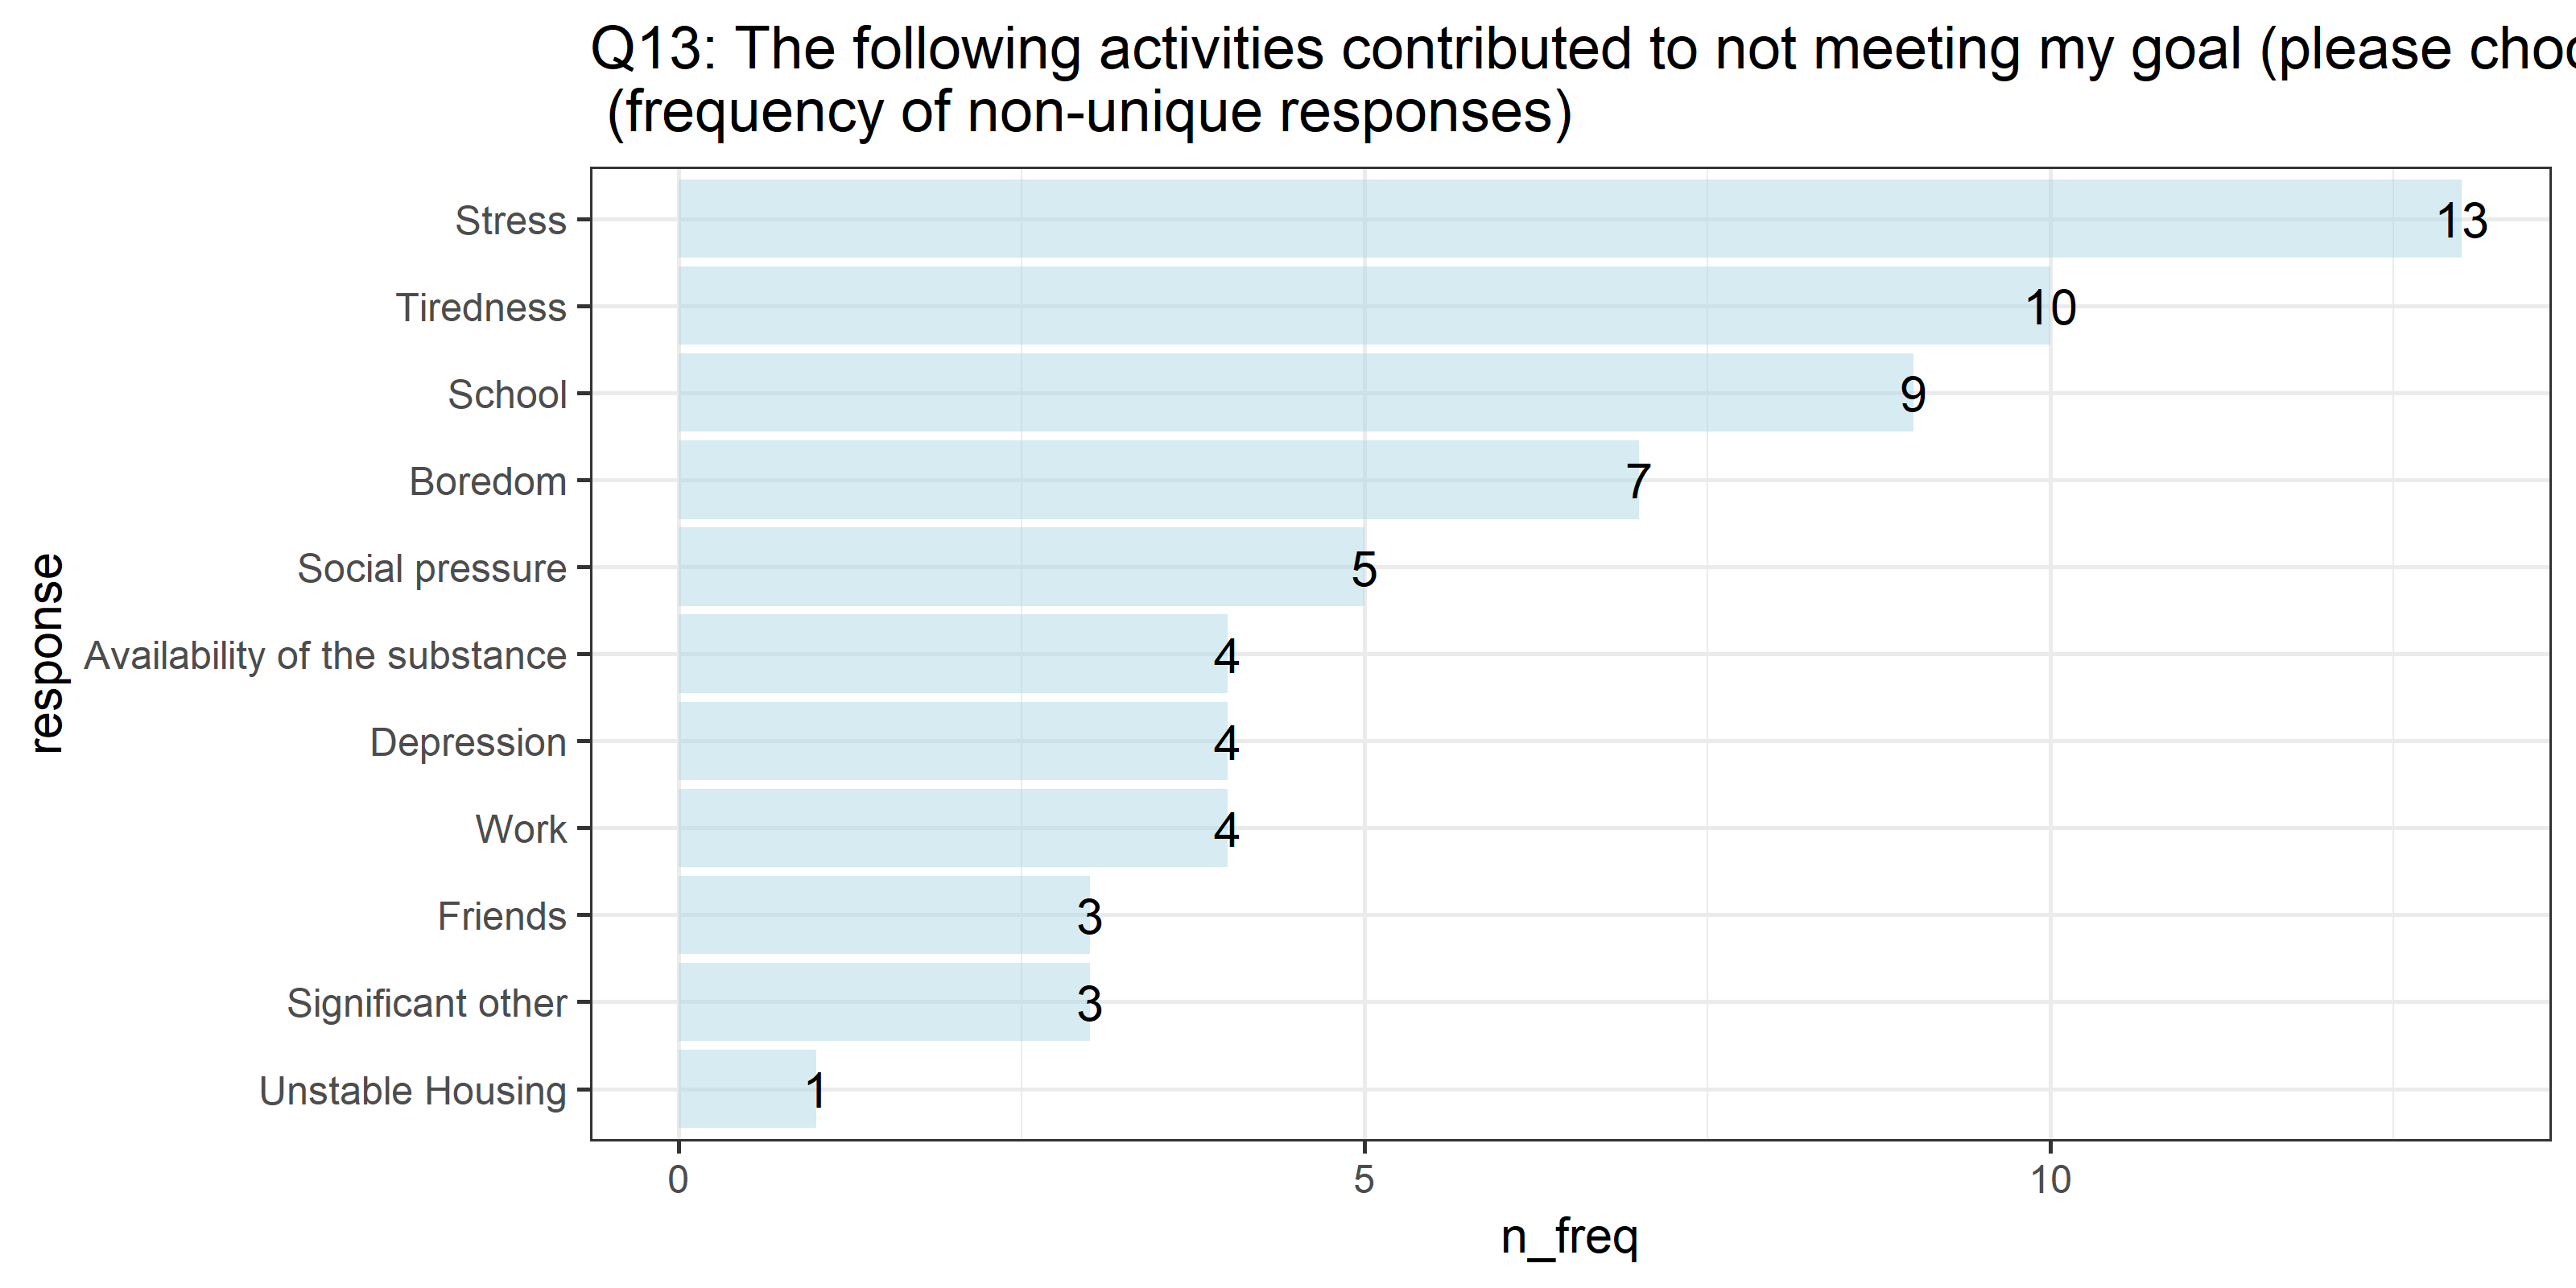 Q13: The following activities contributed to not meeting my goal (please
(frequency of non-unique responses)
Stress
13
Tiredness
10
School
9
Boredom
7
Social pressure
5
Availability of the substance
4
Depression
4
Work
4
Friends
3
Significant other
3
Unstable Housing
1
response
0
5
10
n_freq